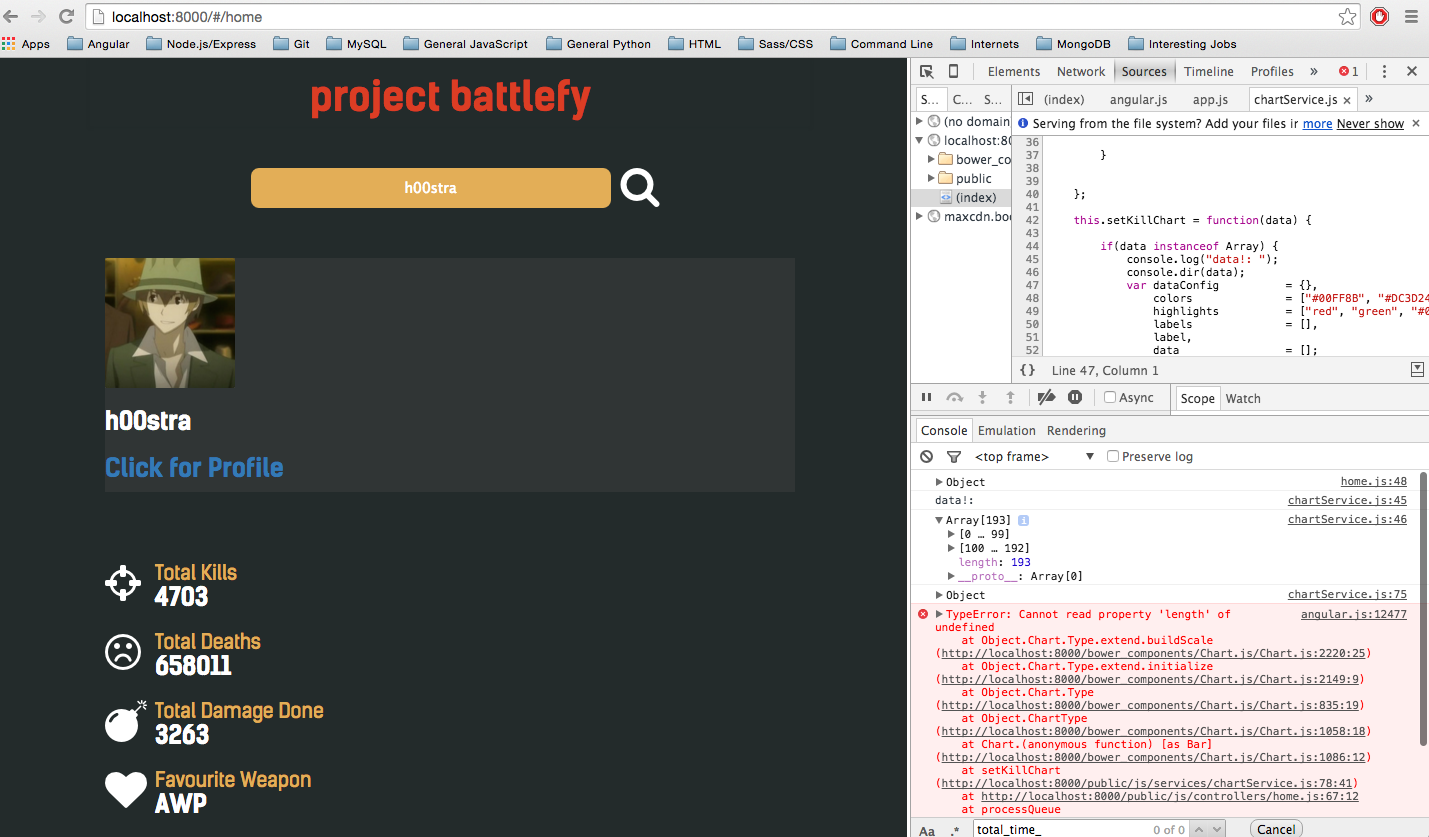 localhost:8000/#/home
Apps Angular Node.js/Express Git MySQL General JavaScript General Python HTML Sass/CSS Command Line Internets MongoDB Interesting Jobs
project battlefy
h00stra
h00stra
Click for Profile
Total Kills
4703
Total Deaths
658011
Total Damage Done
3263
Favourite Weapon
AWP
Elements Network Sources Timeline Profiles » 1
S... C... S... (index) angular.js app.js chartService.js × »
(no domain
localhost:80
bower_co
public
(index)
maxcdn.boo
Serving from the file system? Add your files ir more Never show ×
36
37 }
38
39
40 };
41
42 this.setKillChart = function(data) {
43
44 if(data instanceof Array) {
45 console.log("data!: ");
46 console.dir(data);
47 var dataConfig = {},
48 colors = ["#00FF8B", "#DC3D24
49 highlights = ["red", "green", "#0
50 labels = [],
51 label,
52 data = [];
{} Line 47, Column 1
Async Scope Watch
Console Emulation Rendering
<top frame> ▼ Preserve log
Object home.js:48
data!: chartService.js:45
Array[193] i chartService.js:46
[0 … 99]
[100 … 192]
length: 193
__proto__: Array[0]
Object chartService.js:75
TypeError: Cannot read property 'length' of angular.js:12477
undefined
at Object.Chart.Type.extend.buildScale
(http://localhost:8000/bower_components/Chart.js/Chart.js:2220:25)
at Object.Chart.Type.extend.initialize
(http://localhost:8000/bower_components/Chart.js/Chart.js:2149:9)
at Object.Chart.Type
(http://localhost:8000/bower_components/Chart.js/Chart.js:835:19)
at Object.ChartType
(http://localhost:8000/bower_components/Chart.js/Chart.js:1058:18)
at Chart.(anonymous function) [as Bar]
(http://localhost:8000/bower_components/Chart.js/Chart.js:1086:12)
at setKillChart
(http://localhost:8000/public/js/services/chartService.js:78:41)
at http://localhost:8000/public/js/controllers/home.js:67:12
at processQueue
Aa .* total_time_ 0 of 0 Cancel